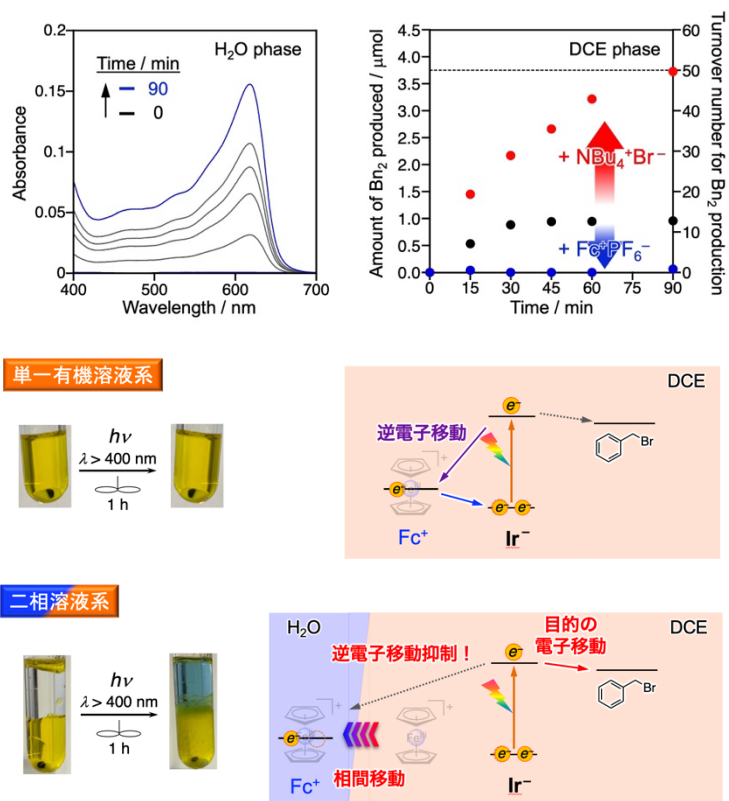 0.2
0.15
0.1
0.05
0
400
500
600
700
Absorbance
Wavelength / nm
H₂O phase
Time / min
90
0
4.5
4.0
3.5
3.0
2.5
2.0
1.5
1.0
0.5
0.0
0
15
30
45
60
75
90
60
50
40
30
20
10
0
Amount of Bn₂ produced / μmol
Turnover number for Bn₂ production
Time / min
DCE phase
+ NBu₄⁺Br⁻
+ Fc⁺PF₆⁻
単一有機溶液系
hν
λ > 400 nm
1 h
DCE
逆電子移動
e⁻
Br
e⁻
e⁻ e⁻
Fc⁺
Ir⁻
二相溶液系
hν
λ > 400 nm
1 h
H₂O
DCE
逆電子移動抑制!
目的の
電子移動
e⁻
Br
e⁻
e⁻ e⁻
相間移動
Fc⁺
Ir⁻